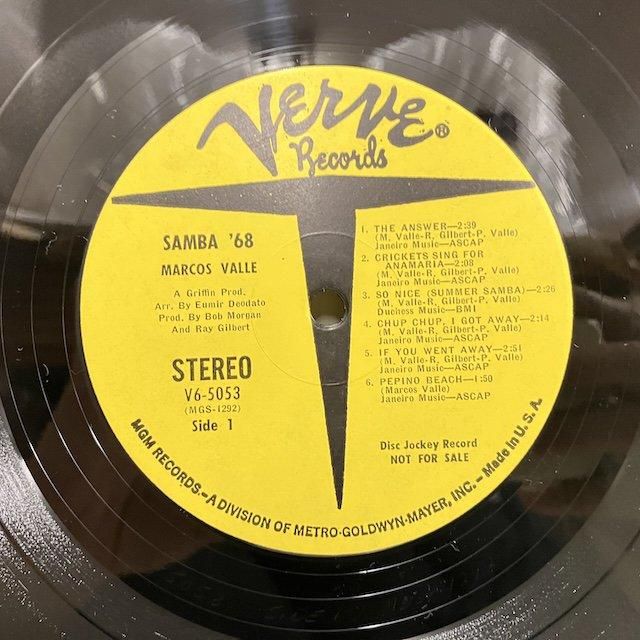 VERVE®
Records
SAMBA '68
MARCOS VALLE
A Griffin Prod.
Arr. By Eumir Deodato
Prod. By Bob Morgan
And Ray Gilbert
STEREO
V6-5053
(MGS-1292)
Side 1
1. THE ANSWER—2:39
(M. Valle-R, Gilbert-P. Valle)
Janeiro Music—ASCAP
2. CRICKETS SING FOR
ANAMARIA—2:08
(M. Valle-R, Gilbert-P. Valle)
Janeiro Music—ASCAP
3. SO NICE (SUMMER SAMBA)—2:26
(M. Valle-R, Gilbert-P. Valle)
Duchess Music—BMI
4. CHUP CHUP, I GOT AWAY—2:14
(M. Valle-R, Gilbert-P. Valle)
Janeiro Music—ASCAP
5. IF YOU WENT AWAY—2:51
(M. Valle-R, Gilbert-P. Valle)
Janeiro Music—ASCAP
6. PEPINO BEACH—1:50
(Marcos Valle)
Janeiro Music—ASCAP
Disc Jockey Record
NOT FOR SALE
MGM RECORDS.—A DIVISION OF METRO-GOLDWYN-MAYER, INC.—Made in U. S. A.